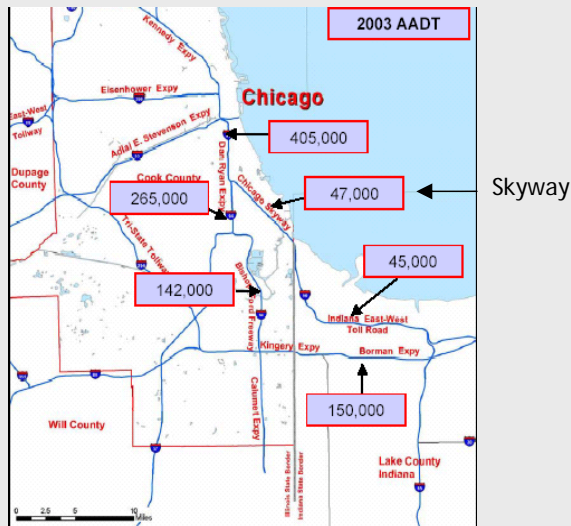 2003 AADT
Kennedy Expy
Eisenhower Expy
Chicago
East-West
Tollway
Adlai E. Stevenson Expy
405,000
Dan Ryan Expy
Dupage
County
Cook County
265,000
Chicago Skyway
47,000
Skyway
Tri-State Tollway
142,000
Bishop Ford Freeway
45,000
Indiana East-West
Toll Road
Kingery Expy
Borman Expy
150,000
Calumet Expy
Will County
Lake County
Indiana
Illinois State Border
Indiana State Border
0 2.5 5 10
Miles